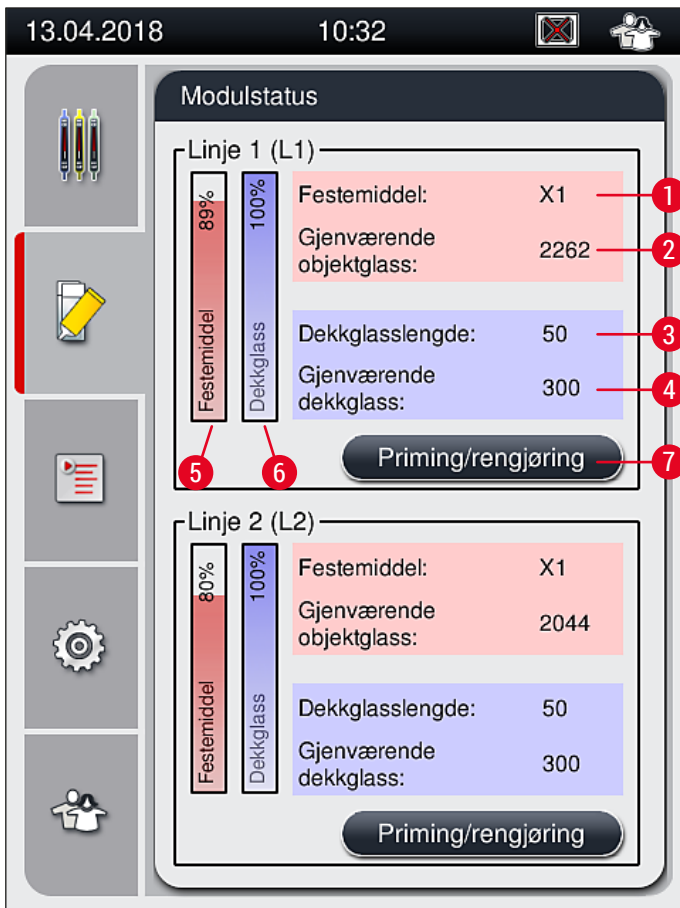 13.04.2018 10:32
Modulstatus
Linje 1 (L1)
89%
Festemiddel
100%
Dekkglass
Festemiddel: X1
Gjenværende
objektglass: 2262
Dekkglasslengde: 50
Gjenværende
dekkglass: 300
Priming/rengjøring
1
2
3
4
5
6
7
Linje 2 (L2)
80%
Festemiddel
100%
Dekkglass
Festemiddel: X1
Gjenværende
objektglass: 2044
Dekkglasslengde: 50
Gjenværende
dekkglass: 300
Priming/rengjøring